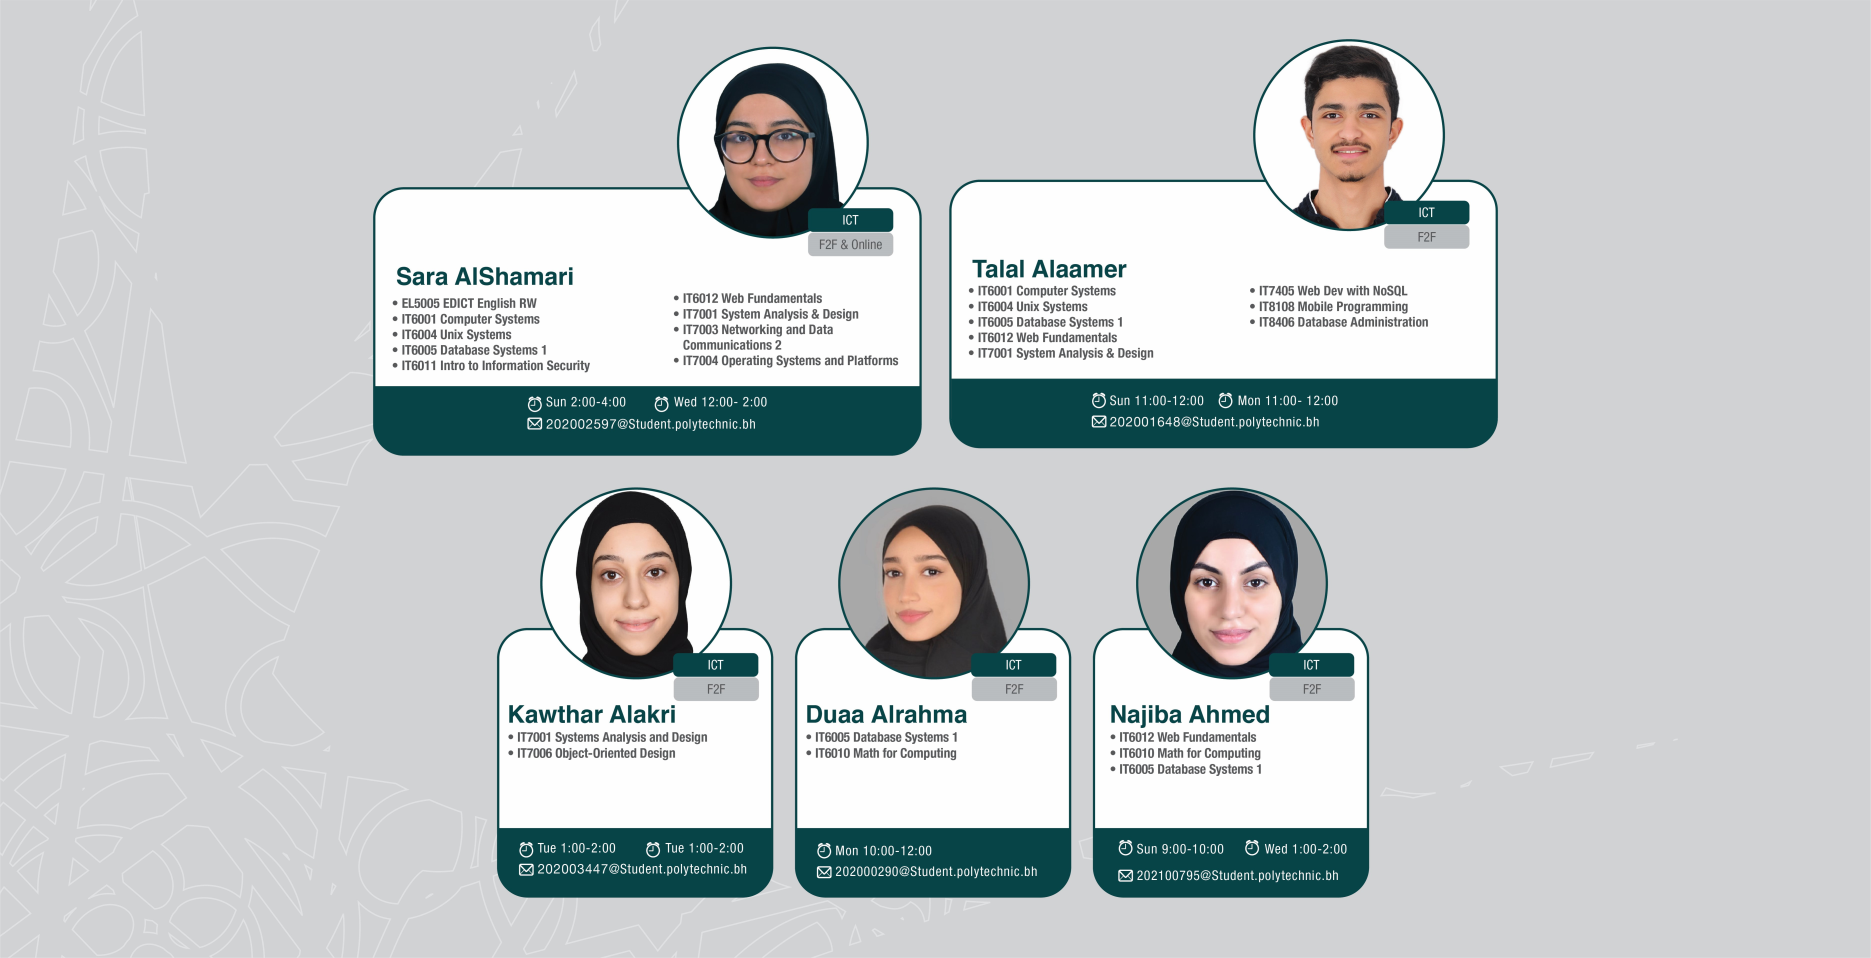 ICT
F2F & Online
Sara AlShamari
• EL5005 EDICT English RW
• IT6001 Computer Systems
• IT6004 Unix Systems
• IT6005 Database Systems 1
• IT6011 Intro to Information Security
• IT6012 Web Fundamentals
• IT7001 System Analysis & Design
• IT7003 Networking and Data
Communications 2
• IT7004 Operating Systems and Platforms
Sun 2:00-4:00 Wed 12:00- 2:00
202002597@Student.polytechnic.bh
ICT
F2F
Talal Alaamer
• IT6001 Computer Systems
• IT6004 Unix Systems
• IT6005 Database Systems 1
• IT6012 Web Fundamentals
• IT7001 System Analysis & Design
• IT7405 Web Dev with NoSQL
• IT8108 Mobile Programming
• IT8406 Database Administration
Sun 11:00-12:00 Mon 11:00- 12:00
202001648@Student.polytechnic.bh
ICT
F2F
Kawthar Alakri
• IT7001 Systems Analysis and Design
• IT7006 Object-Oriented Design
Tue 1:00-2:00 Tue 1:00-2:00
202003447@Student.polytechnic.bh
ICT
F2F
Duaa Alrahma
• IT6005 Database Systems 1
• IT6010 Math for Computing
Mon 10:00-12:00
202000290@Student.polytechnic.bh
ICT
F2F
Najiba Ahmed
• IT6012 Web Fundamentals
• IT6010 Math for Computing
• IT6005 Database Systems 1
Sun 9:00-10:00 Wed 1:00-2:00
202100795@Student.polytechnic.bh